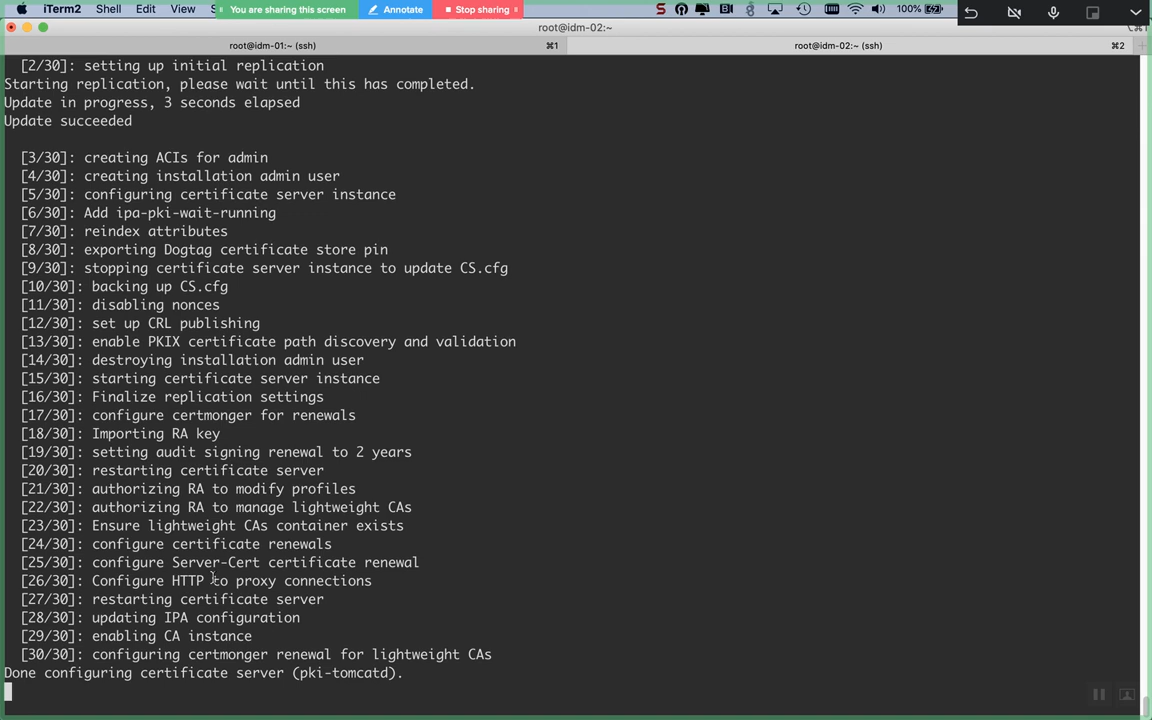 iTerm2 Shell Edit View S You are sharing this screen Annotate Stop sharing 100%
root@idm-02:~
root@idm-01:~ (ssh) ⌘1 root@idm-02:~ (ssh) ⌘2
[2/30]: setting up initial replication
Starting replication, please wait until this has completed.
Update in progress, 3 seconds elapsed
Update succeeded
[3/30]: creating ACIs for admin
[4/30]: creating installation admin user
[5/30]: configuring certificate server instance
[6/30]: Add ipa-pki-wait-running
[7/30]: reindex attributes
[8/30]: exporting Dogtag certificate store pin
[9/30]: stopping certificate server instance to update CS.cfg
[10/30]: backing up CS.cfg
[11/30]: disabling nonces
[12/30]: set up CRL publishing
[13/30]: enable PKIX certificate path discovery and validation
[14/30]: destroying installation admin user
[15/30]: starting certificate server instance
[16/30]: Finalize replication settings
[17/30]: configure certmonger for renewals
[18/30]: Importing RA key
[19/30]: setting audit signing renewal to 2 years
[20/30]: restarting certificate server
[21/30]: authorizing RA to modify profiles
[22/30]: authorizing RA to manage lightweight CAs
[23/30]: Ensure lightweight CAs container exists
[24/30]: configure certificate renewals
[25/30]: configure Server-Cert certificate renewal
[26/30]: Configure HTTP to proxy connections
[27/30]: restarting certificate server
[28/30]: updating IPA configuration
[29/30]: enabling CA instance
[30/30]: configuring certmonger renewal for lightweight CAs
Done configuring certificate server (pki-tomcatd).